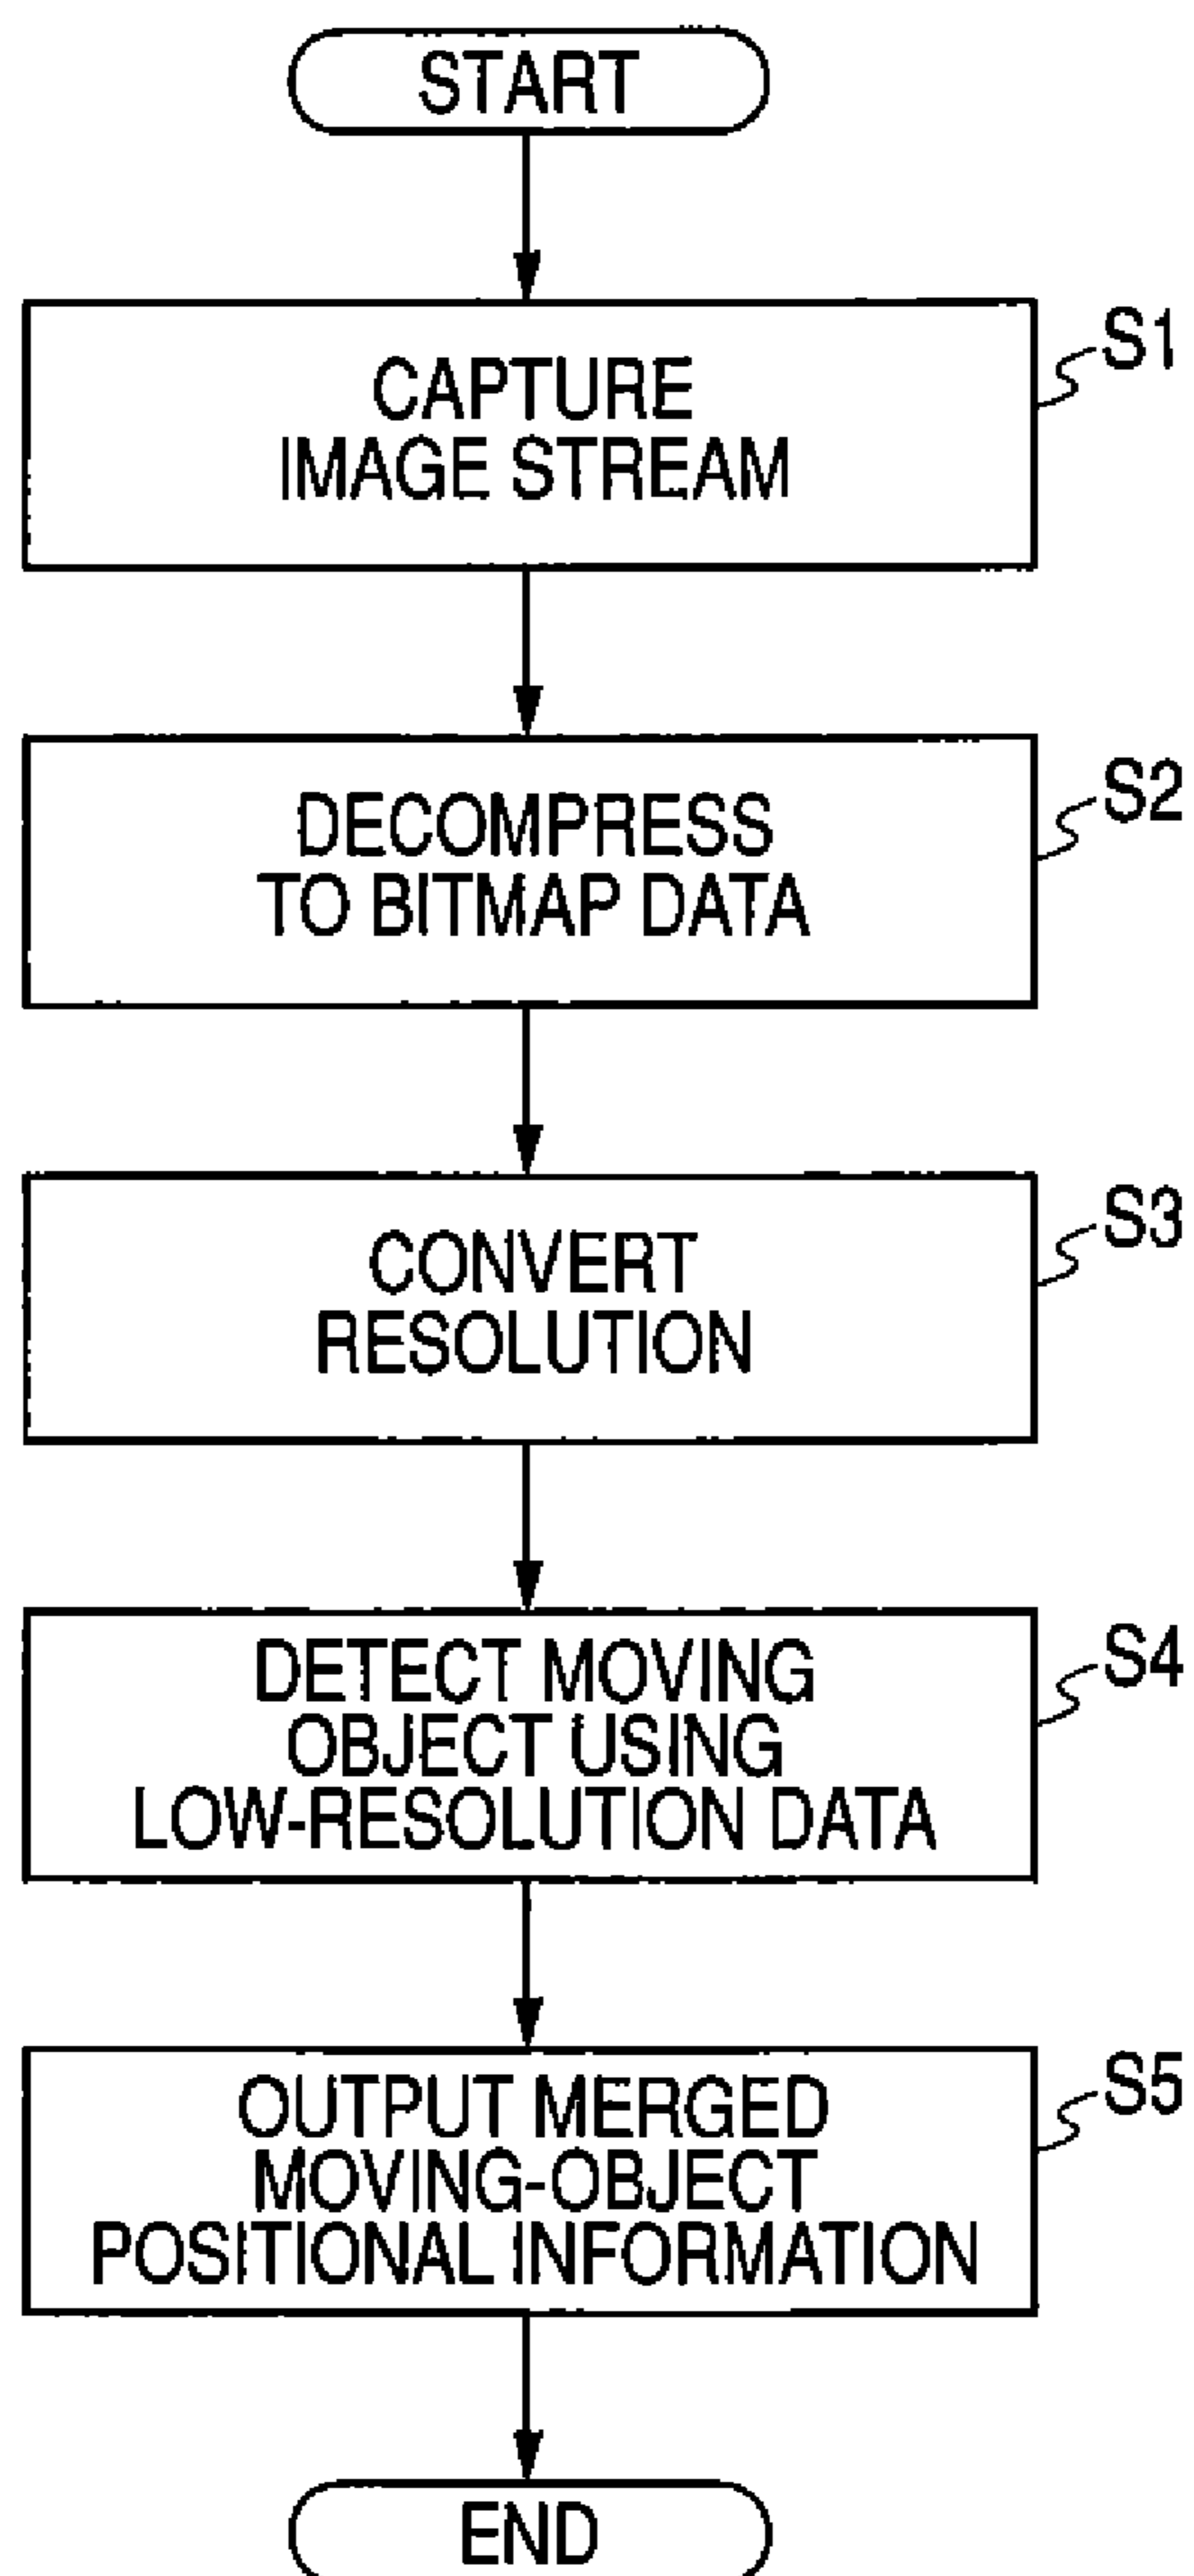 START
CAPTURE
IMAGE STREAM
S1
DECOMPRESS
TO BITMAP DATA
S2
CONVERT
RESOLUTION
S3
DETECT MOVING
OBJECT USING
LOW-RESOLUTION DATA
S4
OUTPUT MERGED
MOVING-OBJECT
POSITIONAL INFORMATION
S5
END